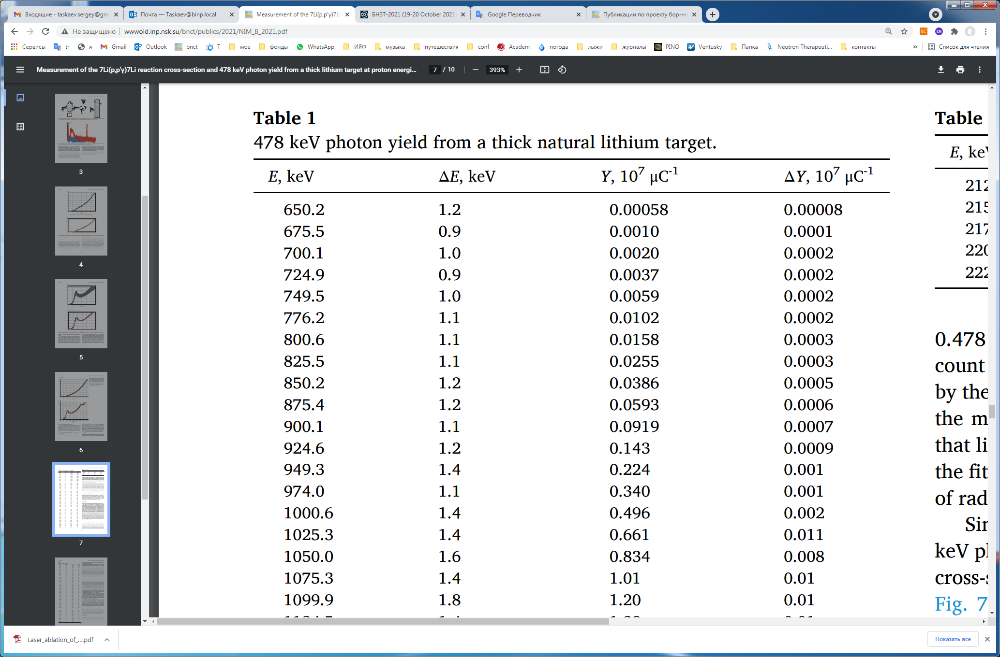 Входящие - taskaev.sergey@gm
Почта — Taskaev@binp.local
Measurement of the 7Li(p,p'γ)7Li
БНЗТ-2021 (19-20 October 2021)
Google Переводчик
Публикации по проекту бор-не
Не защищено
wwwold.inp.nsk.su/bnct/publics/2021/NIM_B_2021.pdf
SC
EN
Сервисы
tr
я
Gmail
Outlook
bnct
T
мое
фонды
WhatsApp
ИЯФ
музыка
путешествия
conf
Academ
погода
лыжи
журналы
PINO
Ventusky
Папка
Neutron Therapeuti...
контакты
»
Список для чтения
Measurement of the 7Li(p,p'γ)7Li reaction cross-section and 478 keV photon yield from a thick lithium target at proton energi...
7 / 10
393%
3
4
5
6
7
Table 1
478 keV photon yield from a thick natural lithium target.
E, keV ΔE, keV Y, 10⁷ μC⁻¹ ΔY, 10⁷ μC⁻¹
650.2 1.2 0.00058 0.00008
675.5 0.9 0.0010 0.0001
700.1 1.0 0.0020 0.0002
724.9 0.9 0.0037 0.0002
749.5 1.0 0.0059 0.0002
776.2 1.1 0.0102 0.0002
800.6 1.1 0.0158 0.0003
825.5 1.1 0.0255 0.0003
850.2 1.2 0.0386 0.0005
875.4 1.2 0.0593 0.0006
900.1 1.1 0.0919 0.0007
924.6 1.2 0.143 0.0009
949.3 1.4 0.224 0.001
974.0 1.1 0.340 0.001
1000.6 1.4 0.496 0.002
1025.3 1.4 0.661 0.011
1050.0 1.6 0.834 0.008
1075.3 1.4 1.01 0.01
1099.9 1.8 1.20 0.01
Table
E, keV
212
215
217
220
222
0.478
count
by the
the m
that li
the fit
of rad
Sir
keV pl
cross-s
Fig. 7
Laser_ablation_of_....pdf
Показать все